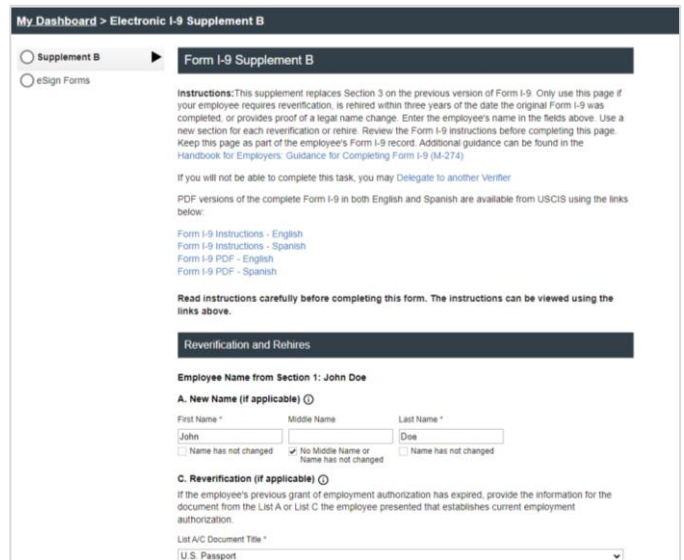 My Dashboard > Electronic I-9 Supplement B
Supplement B
eSign Forms
Form I-9 Supplement B
Instructions:This supplement replaces Section 3 on the previous version of Form I-9. Only use this page if
your employee requires reverification, is rehired within three years of the date the original Form I-9 was
completed, or provides proof of a legal name change. Enter the employee's name in the fields above. Use a
new section for each reverification or rehire. Review the Form I-9 instructions before completing this page.
Keep this page as part of the employee's Form I-9 record. Additional guidance can be found in the
Handbook for Employers: Guidance for Completing Form I-9 (M-274)
If you will not be able to complete this task, you may Delegate to another Verifier
PDF versions of the complete Form I-9 in both English and Spanish are available from USCIS using the links
below:
Form I-9 Instructions - English
Form I-9 Instructions - Spanish
Form I-9 PDF - English
Form I-9 PDF - Spanish
Read instructions carefully before completing this form. The instructions can be viewed using the
links above.
Reverification and Rehires
Employee Name from Section 1: John Doe
A. New Name (if applicable)
First Name * Middle Name Last Name *
John Doe
Name has not changed No Middle Name or Name has not changed
Name has not changed
C. Reverification (if applicable)
If the employee's previous grant of employment authorization has expired, provide the information for the
document from the List A or List C the employee presented that establishes current employment
authorization.
List A/C Document Title *
U.S. Passport